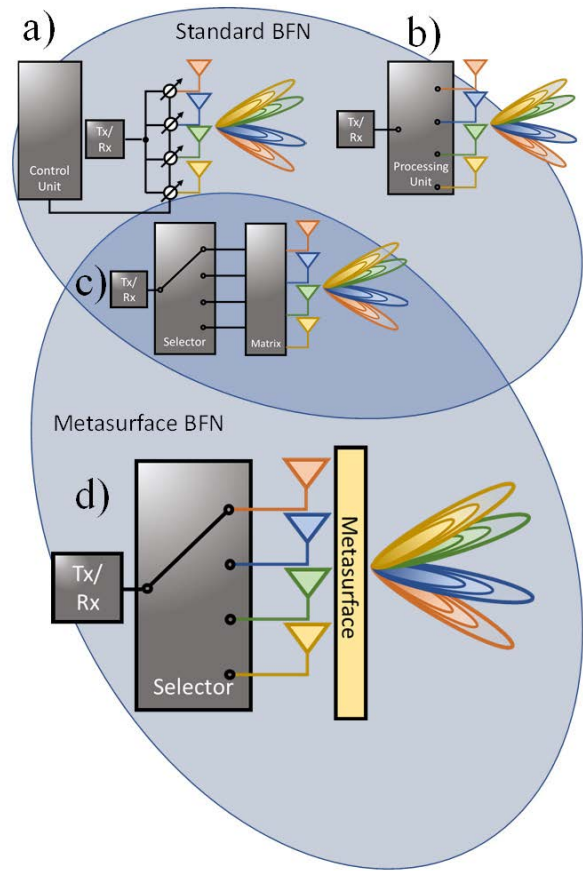 a)
Standard BFN
b)
Tx/
Rx
Control
Unit
Tx/
Rx
Processing
Unit
c)
Tx/
Rx
Selector
Matrix
Metasurface BFN
d)
Tx/
Rx
Selector
Metasurface